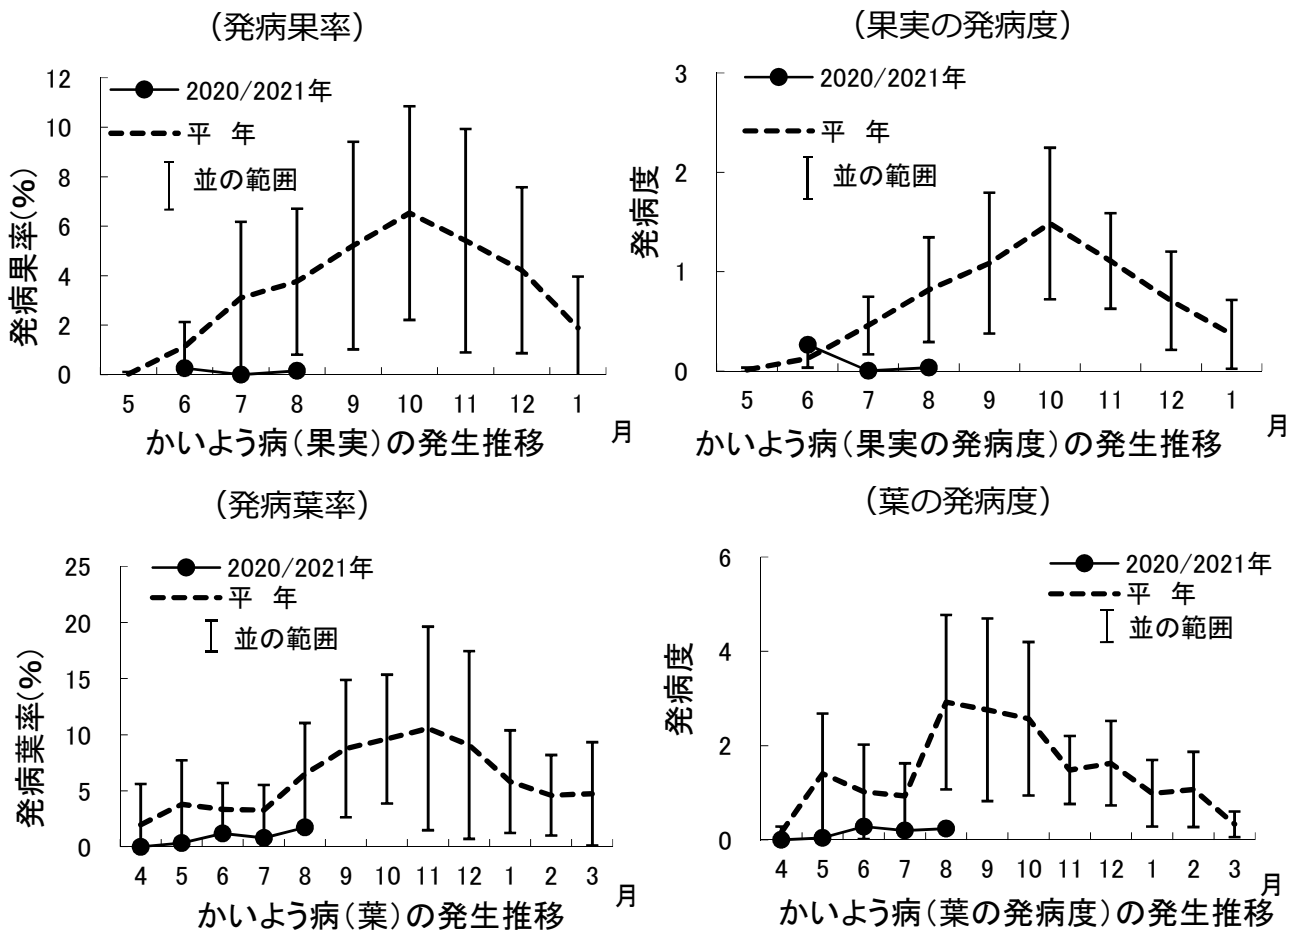 (発病果率)
12
10
8
6
4
2
0
発病果率(%)
2020/2021年
平 年
並の範囲
5 6 7 8 9 10 11 12 1
月
かいよう病(果実)の発生推移
(果実の発病度)
3
2
1
0
発病度
2020/2021年
平 年
並の範囲
5 6 7 8 9 10 11 12 1
月
かいよう病(果実の発病度)の発生推移
(発病葉率)
25
20
15
10
5
0
発病葉率(%)
2020/2021年
平 年
並の範囲
4 5 6 7 8 9 10 11 12 1 2 3
月
かいよう病(葉)の発生推移
(葉の発病度)
6
4
2
0
発病度
2020/2021年
平 年
並の範囲
4 5 6 7 8 9 10 11 12 1 2 3
月
かいよう病(葉の発病度)の発生推移